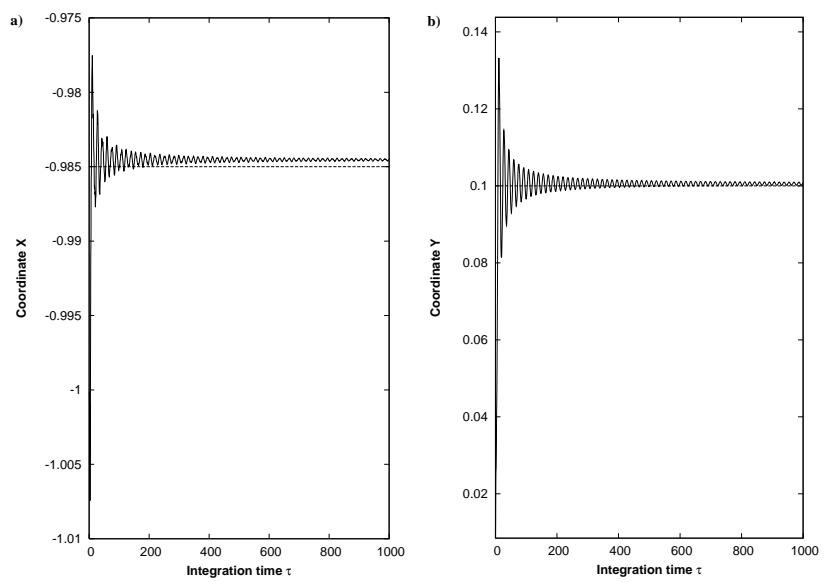 a)
-0.975
-0.98
-0.985
-0.99
-0.995
-1
-1.005
-1.01
Coordinate X
0 200 400 600 800 1000
Integration time τ
b)
0.14
0.12
0.1
0.08
0.06
0.04
0.02
Coordinate Y
0 200 400 600 800 1000
Integration time τ